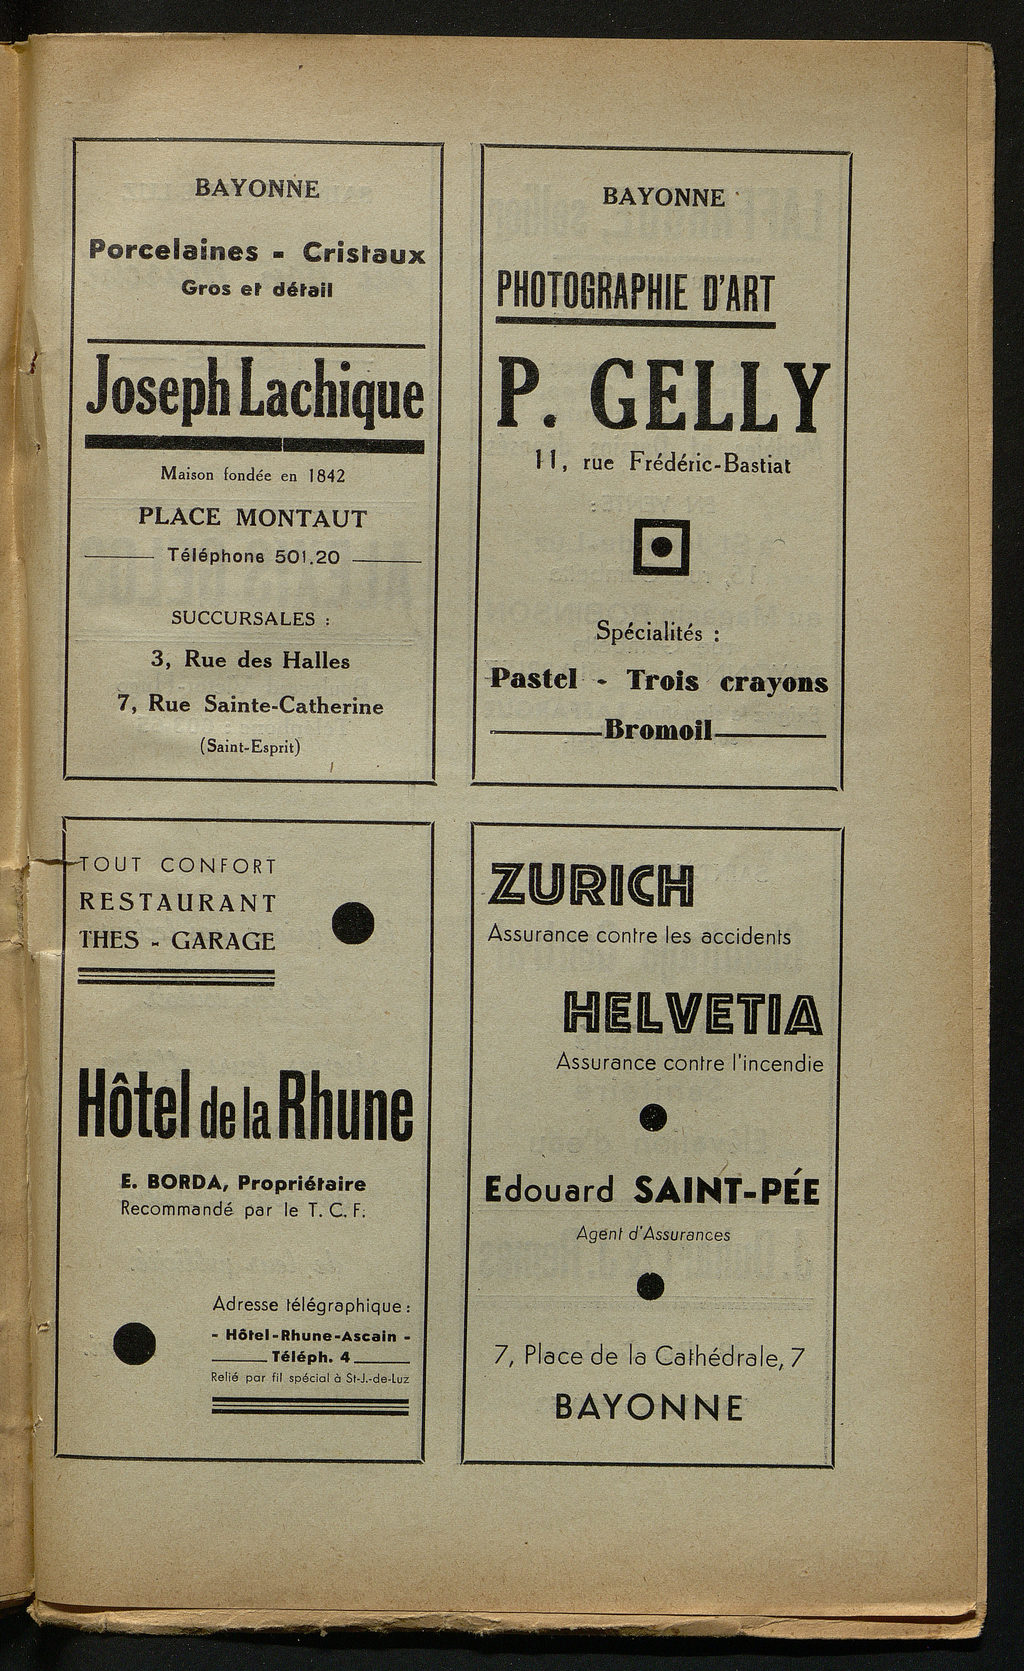 BAYONNE
Porcelaines - Cristaux
Gros et détail
Joseph Lachique
Maison fondée en 1842
PLACE MONTAUT
Téléphone 501.20
SUCCURSALES :
3, Rue des Halles
7, Rue Sainte-Catherine
(Saint-Esprit)
BAYONNE
PHOTOGRAPHIE D'ART
P. GELLY
11, rue Frédéric-Bastiat
Spécialités :
Pastel - Trois crayons
Bromoil
TOUT CONFORT
RESTAURANT
THES - GARAGE
Hôtel de la Rhune
E. BORDA, Propriétaire
Recommandé par le T. C. F.
Adresse télégraphique :
- Hôtel-Rhune-Ascain -
Téléph. 4
Relié par fil spécial à St-J.-de-Luz
ZURICH
Assurance contre les accidents
HELVETIA
Assurance contre l'incendie
Edouard SAINT-PÉE
Agent d'Assurances
7, Place de la Cathédrale, 7
BAYONNE